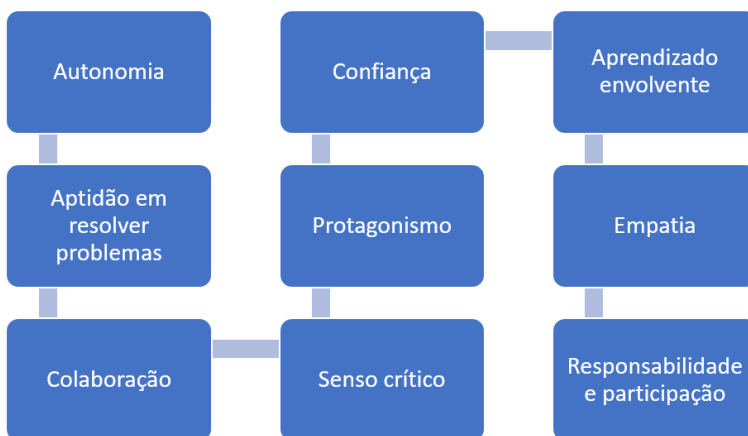 Autonomia
Aptidão em
resolver
problemas
Colaboração
Senso crítico
Protagonismo
Confiança
Aprendizado
envolvente
Empatia
Responsabilidade
e participação